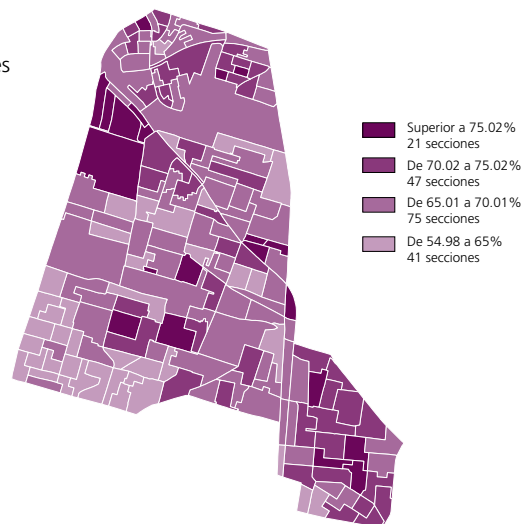 es
Superior a 75.02%
21 secciones
De 70.02 a 75.02%
47 secciones
De 65.01 a 70.01%
75 secciones
De 54.98 a 65%
41 secciones